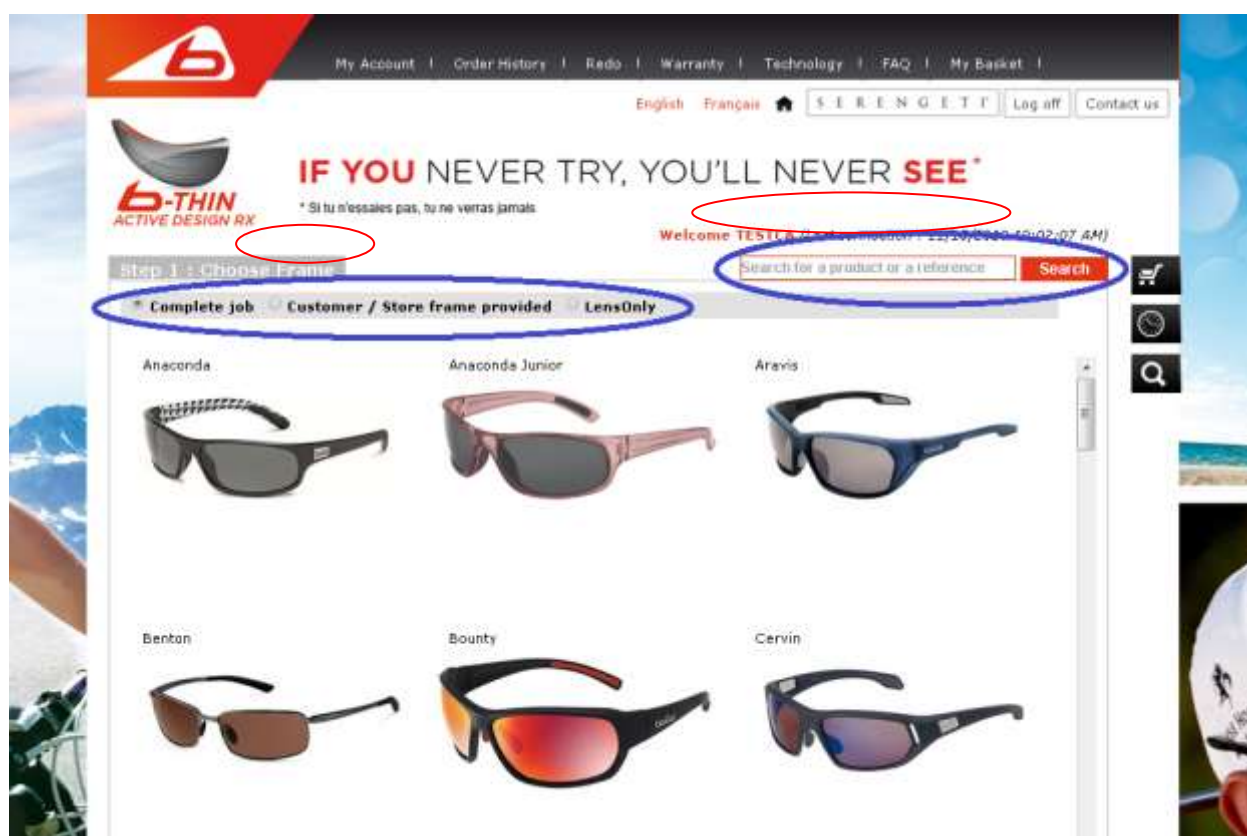 My Account | Order History | Redo | Warranty | Technology | FAQ | My Basket |
English Français SERENGETI Log off Contact us
IF YOU NEVER TRY, YOU'LL NEVER SEE*
* Si tu n'essaies pas, tu ne verras jamais
b-THIN
ACTIVE DESIGN RX
Welcome TESTCA AM)
Step 1 : Choose Frame
Search for a product or a reference Search
Complete job Customer / Store frame provided LensOnly
Anaconda Anaconda Junior Aravis
Benton Bounty Cervin